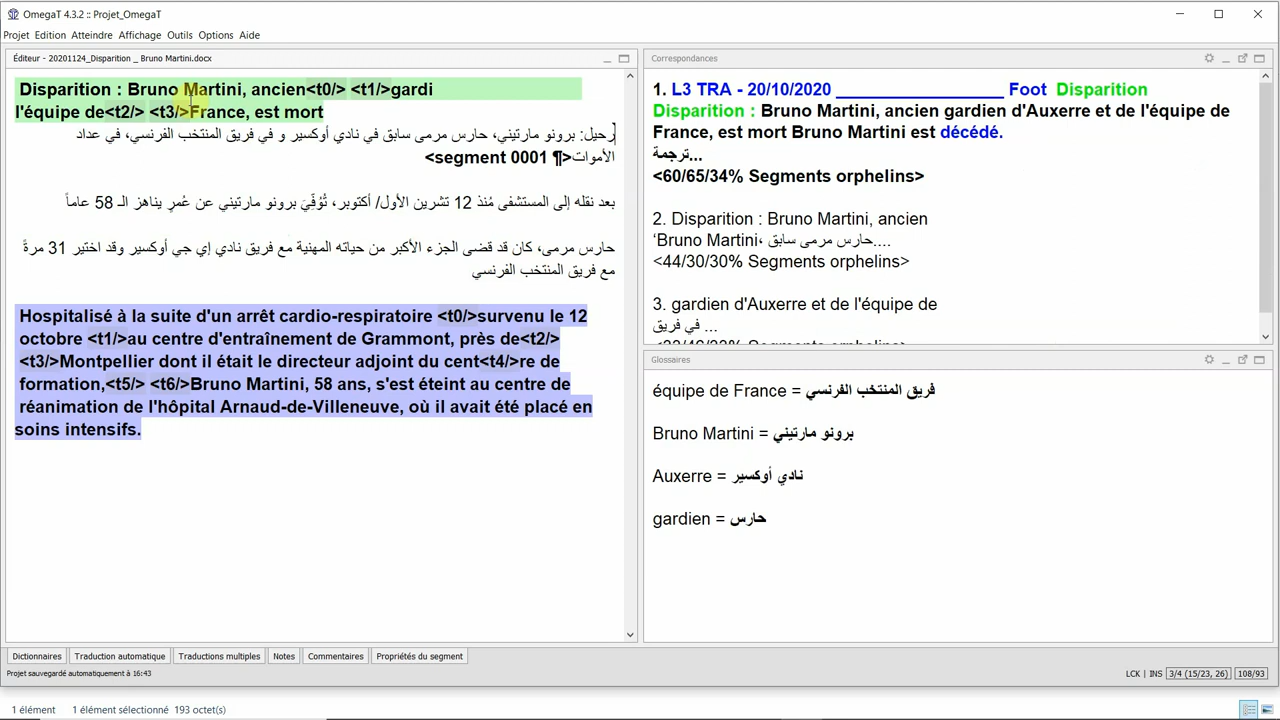 OmegaT 4.3.2 :: Projet_OmegaT
Projet Edition Atteindre Affichage Outils Options Aide
Éditeur - 20201124_Disparition _ Bruno Martini.docx
Disparition : Bruno Martini, ancien<t0/> <t1/>gardi
l'équipe de<t2/> <t3/>France, est mort
رحيل: برونو مارتيني، حارس مرمى سابق في نادي أوكسير و في فريق المنتخب الفرنسي، في عداد
الأموات<segment 0001 ¶>
بعد نقله إلى المستشفى مُنذ 12 تشرين الأول/ أكتوبر، تُوُفِّيَ برونو مارتيني عن عُمرِ يناهز الـ 58 عاماً
حارس مرمى، كان قد قضى الجزء الأكبر من حياته المهنية مع فريق نادي إي جي أوكسير وقد اختير 31 مرةً
مع فريق المنتخب الفرنسي
Hospitalisé à la suite d'un arrêt cardio-respiratoire <t0/>survenu le 12
octobre <t1/>au centre d'entraînement de Grammont, près de<t2/>
<t3/>Montpellier dont il était le directeur adjoint du cent<t4/>re de
formation,<t5/> <t6/>Bruno Martini, 58 ans, s'est éteint au centre de
réanimation de l'hôpital Arnaud-de-Villeneuve, où il avait été placé en
soins intensifs.
Correspondances
1. L3 TRA - 20/10/2020 ____________________ Foot Disparition
Disparition : Bruno Martini, ancien gardien d'Auxerre et de l'équipe de
France, est mort Bruno Martini est décédé.
ترجمة...
<60/65/34% Segments orphelins>
2. Disparition : Bruno Martini, ancien
‘Bruno Martini، حارس مرمى سابق....
<44/30/30% Segments orphelins>
3. gardien d'Auxerre et de l'équipe de
في فريق ...
Glossaires
équipe de France = فريق المنتخب الفرنسي
Bruno Martini = برونو مارتيني
Auxerre = نادي أوكسير
gardien = حارس
Dictionnaires Traduction automatique Traductions multiples Notes Commentaires Propriétés du segment
Projet sauvegardé automatiquement à 16:43
LCK | INS 3/4 (15/23, 26) 108/93
1 élément 1 élément sélectionné 193 octet(s)